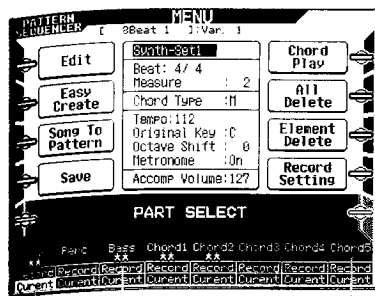 PATTERN
SEQUENCER
MENU
[ 8Beat 1 ]:Var. 1
Synth-Set1
Edit
Chord
Play
Beat: 4/ 4
Measure : 2
Easy
Create
All
Delete
Chord Type :M
Song To
Pattern
Tempo:112
Original Key :C
Octave Shift : 0
Metronome :On
Element
Delete
Save
Accomp Volume:127
Record
Setting
PART SELECT
Perc Bass Chord1 Chord2 Chord3 Chord4 Chord5
★★ ★★ ★★ ★★
Record Record Record Record Record Record Record
Curent Curent Curent Curent Curent Curent Curent Curent